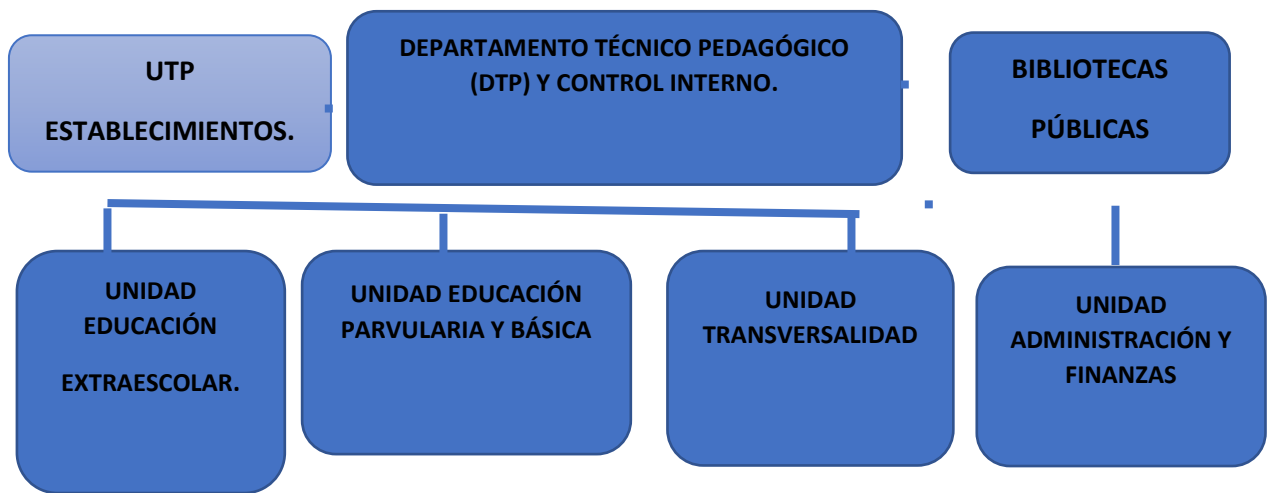 UTP
ESTABLECIMIENTOS.
DEPARTAMENTO TÉCNICO PEDAGÓGICO
(DTP) Y CONTROL INTERNO.
BIBLIOTECAS
PÚBLICAS
UNIDAD
EDUCACIÓN
EXTRAESCOLAR.
UNIDAD EDUCACIÓN
PARVULARIA Y BÁSICA
UNIDAD
TRANSVERSALIDAD
UNIDAD
ADMINISTRACIÓN Y
FINANZAS